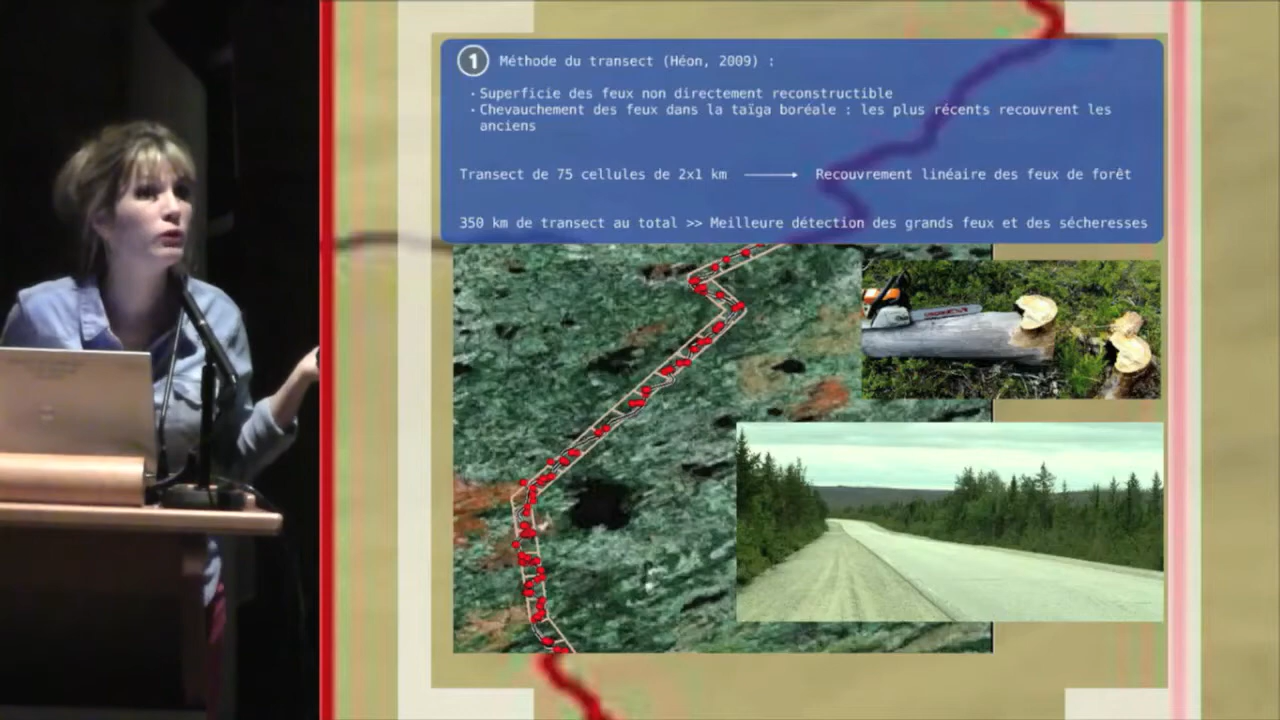 1 Méthode du transect (Héon, 2009) :
· Superficie des feux non directement reconstructible
· Chevauchement des feux dans la taïga boréale : les plus récents recouvrent les
anciens
Transect de 75 cellules de 2x1 km ⟶ Recouvrement linéaire des feux de forêt
350 km de transect au total >> Meilleure détection des grands feux et des sécheresses